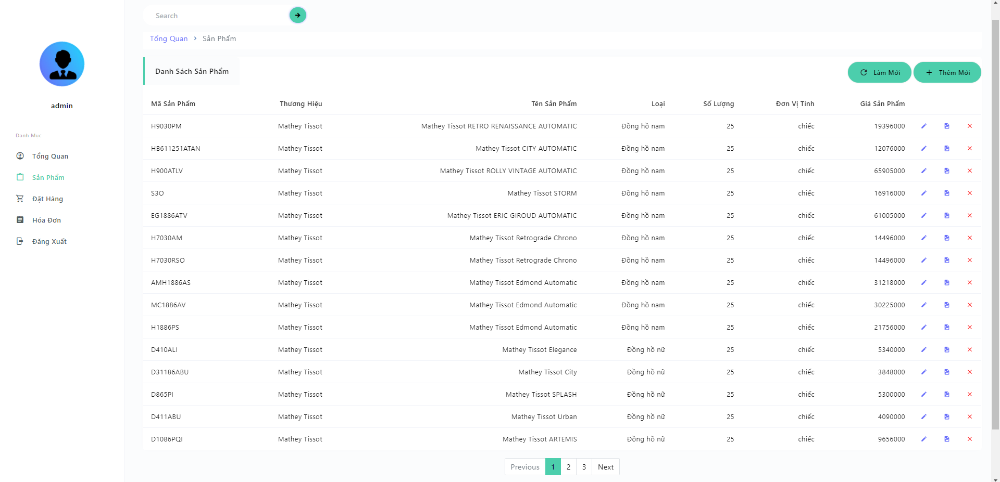 Search
Tổng Quan > Sản Phẩm
Danh Sách Sản Phẩm
Làm Mới
Thêm Mới
admin
Danh Mục
Tổng Quan
Sản Phẩm
Đặt Hàng
Hóa Đơn
Đăng Xuất
Mã Sản Phẩm Thương Hiệu Tên Sản Phẩm Loại Số Lượng Đơn Vị Tính Giá Sản Phẩm
H9030PM Mathey Tissot Mathey Tissot RETRO RENAISSANCE AUTOMATIC Đồng hồ nam 25 chiếc 19396000
HB611251ATAN Mathey Tissot Mathey Tissot CITY AUTOMATIC Đồng hồ nam 25 chiếc 12076000
H900ATLV Mathey Tissot Mathey Tissot ROLLY VINTAGE AUTOMATIC Đồng hồ nam 25 chiếc 65905000
S3O Mathey Tissot Mathey Tissot STORM Đồng hồ nam 25 chiếc 16916000
EG1886ATV Mathey Tissot Mathey Tissot ERIC GIROUD AUTOMATIC Đồng hồ nam 25 chiếc 61005000
H7030AM Mathey Tissot Mathey Tissot Retrograde Chrono Đồng hồ nam 25 chiếc 14496000
H7030RSO Mathey Tissot Mathey Tissot Retrograde Chrono Đồng hồ nam 25 chiếc 14496000
AMH1886AS Mathey Tissot Mathey Tissot Edmond Automatic Đồng hồ nam 25 chiếc 31218000
MC1886AV Mathey Tissot Mathey Tissot Edmond Automatic Đồng hồ nam 25 chiếc 30225000
H1886PS Mathey Tissot Mathey Tissot Edmond Automatic Đồng hồ nam 25 chiếc 21756000
D410ALI Mathey Tissot Mathey Tissot Elegance Đồng hồ nữ 25 chiếc 5340000
D31186ABU Mathey Tissot Mathey Tissot City Đồng hồ nữ 25 chiếc 3848000
D865PI Mathey Tissot Mathey Tissot SPLASH Đồng hồ nữ 25 chiếc 5300000
D411ABU Mathey Tissot Mathey Tissot Urban Đồng hồ nữ 25 chiếc 4090000
D1086PQI Mathey Tissot Mathey Tissot ARTEMIS Đồng hồ nữ 25 chiếc 9656000
Previous 1 2 3 Next